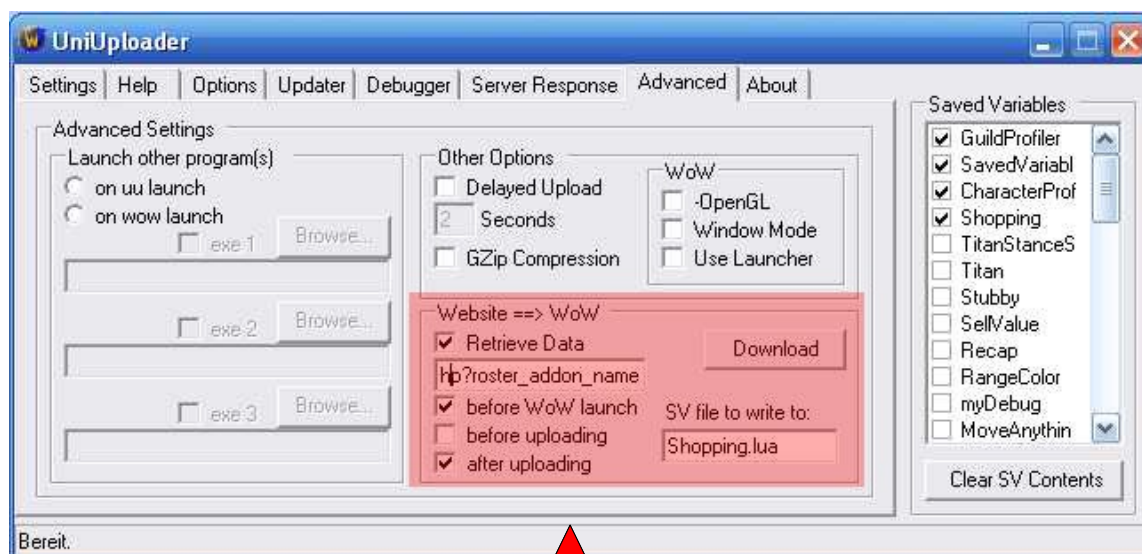 UniUploader
Settings Help Options Updater Debugger Server Response Advanced About
Advanced Settings
Launch other program(s)
on uu launch
on wow launch
exe 1 Browse...
exe 2 Browse...
exe 3 Browse...
Other Options
Delayed Upload
2 Seconds
GZip Compression
WoW
-OpenGL
Window Mode
Use Launcher
Website ==> WoW
Retrieve Data
Download
hp?roster_addon_name
before WoW launch
before uploading
after uploading
SV file to write to:
Shopping.lua
Saved Variables
GuildProfiler
SavedVariabl
CharacterProf
Shopping
TitanStanceS
Titan
Stubby
SellValue
Recap
RangeColor
myDebug
MoveAnythin
Clear SV Contents
Bereit.